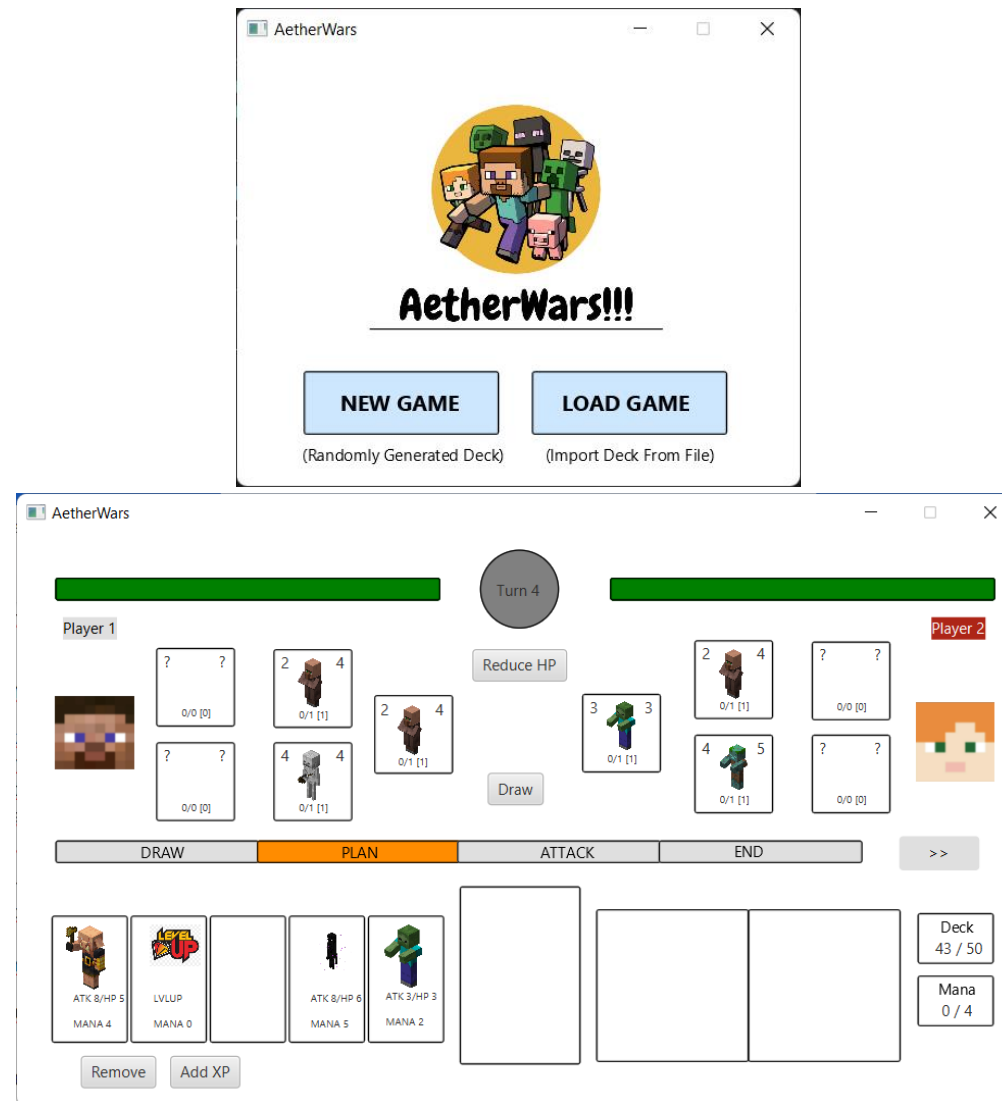 AetherWars
AetherWars!!!
NEW GAME
LOAD GAME
(Randomly Generated Deck)
(Import Deck From File)
AetherWars
Turn 4
Player 1
Player 2
Reduce HP
? ?
0/0 [0]
2 4
0/1 [1]
2 4
0/1 [1]
? ?
0/0 [0]
4 4
0/1 [1]
3 3
0/1 [1]
2 4
0/1 [1]
? ?
0/0 [0]
4 5
0/1 [1]
? ?
0/0 [0]
Draw
DRAW
PLAN
ATTACK
END
>>
ATK 8/HP 5
MANA 4
LEVEL
UP
LVLUP
MANA 0
ATK 8/HP 6
MANA 5
ATK 3/HP 3
MANA 2
Deck
43 / 50
Mana
0 / 4
Remove
Add XP